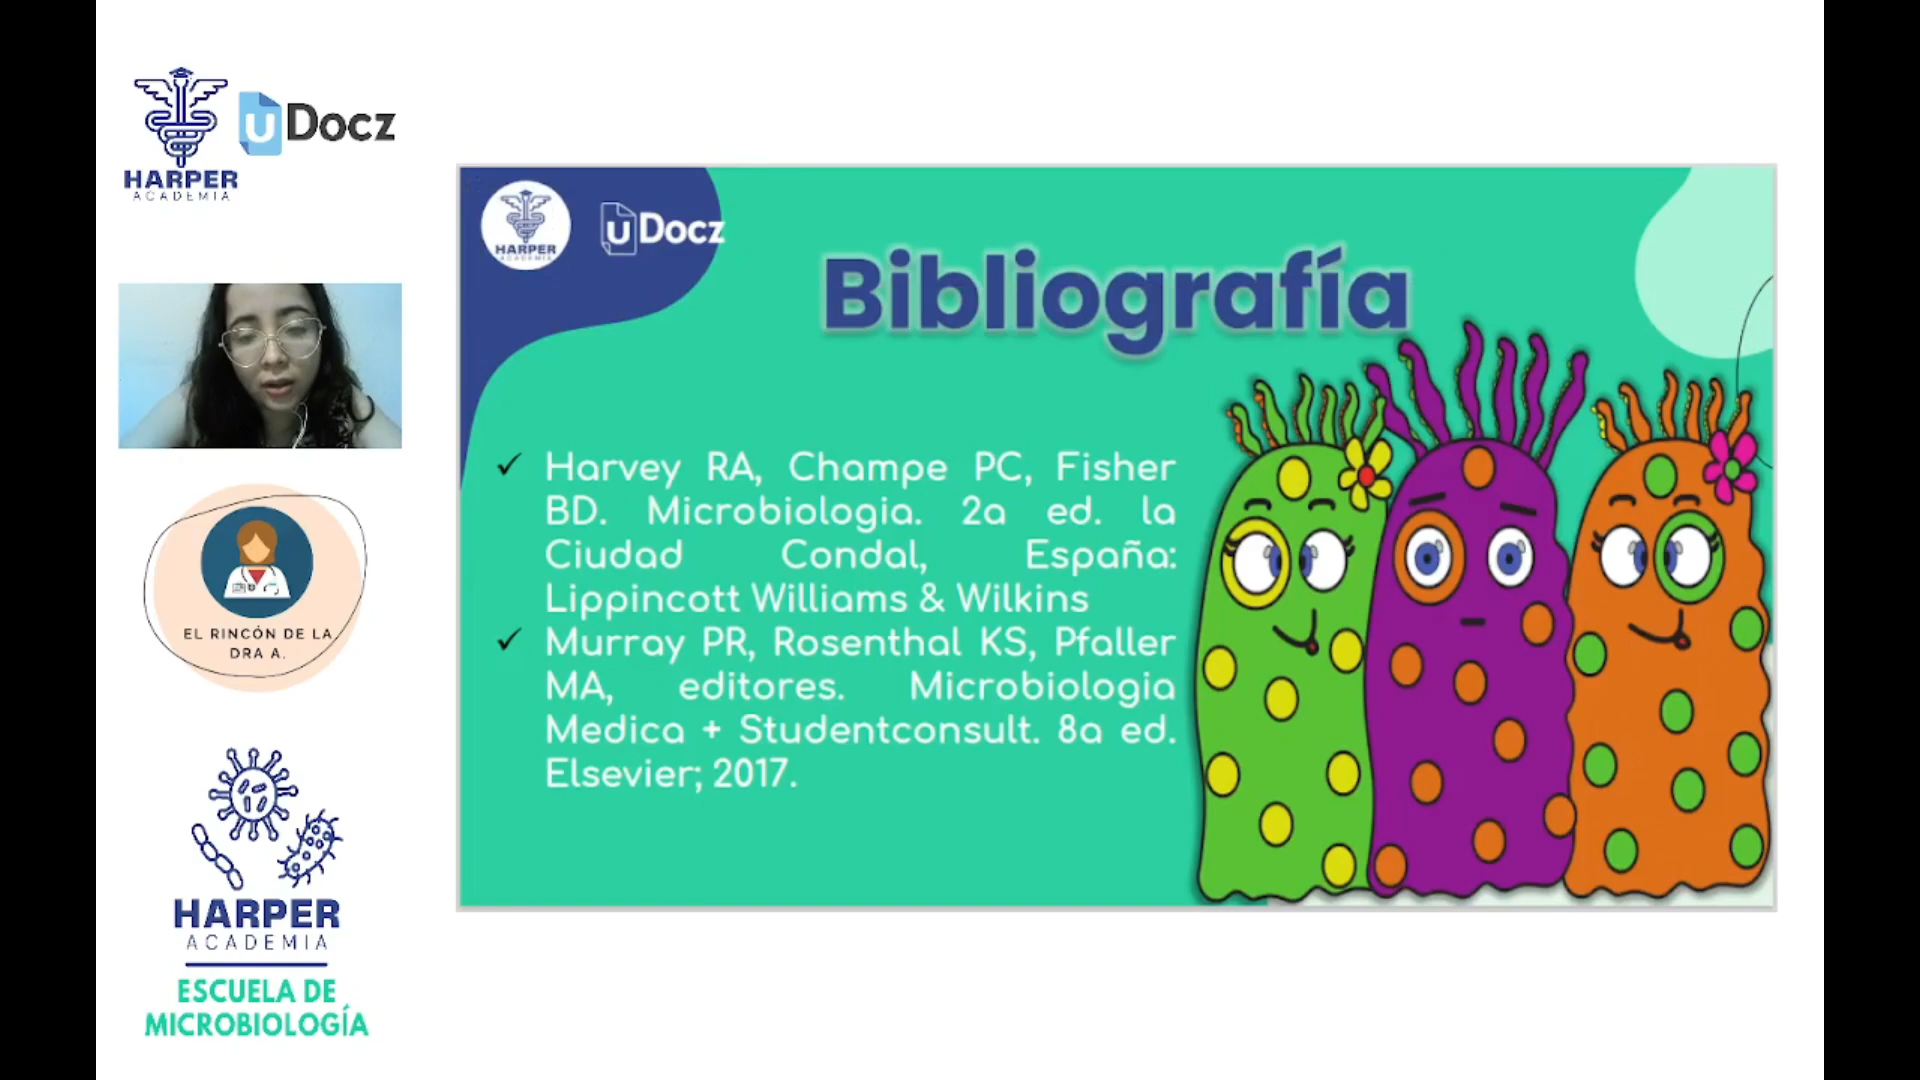 HARPER
ACADEMIA
uDocz
HARPER
ACADEMIA
uDocz
Bibliografía
Harvey RA, Champe PC, Fisher
BD. Microbiologia. 2a ed. la
Ciudad Condal, España:
Lippincott Williams & Wilkins
Murray PR, Rosenthal KS, Pfaller
MA, editores. Microbiologia
Medica + Studentconsult. 8a ed.
Elsevier; 2017.
EL RINCÓN DE LA
DRA A.
HARPER
ACADEMIA
ESCUELA DE
MICROBIOLOGÍA